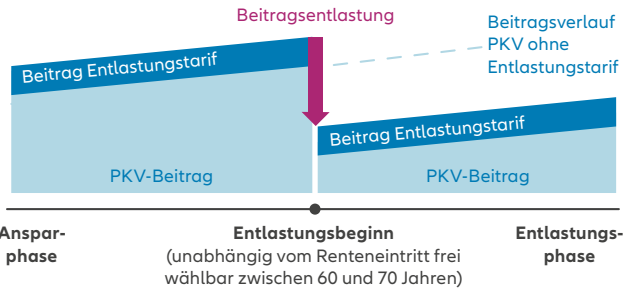 Beitragsentlastung
Beitragsverlauf
PKV ohne
Entlastungstarif
Beitrag Entlastungstarif
Beitrag Entlastungstarif
PKV-Beitrag
PKV-Beitrag
Anspar-
phase
Entlastungsbeginn
(unabhängig vom Renteneintritt frei
wählbar zwischen 60 und 70 Jahren)
Entlastungs-
phase